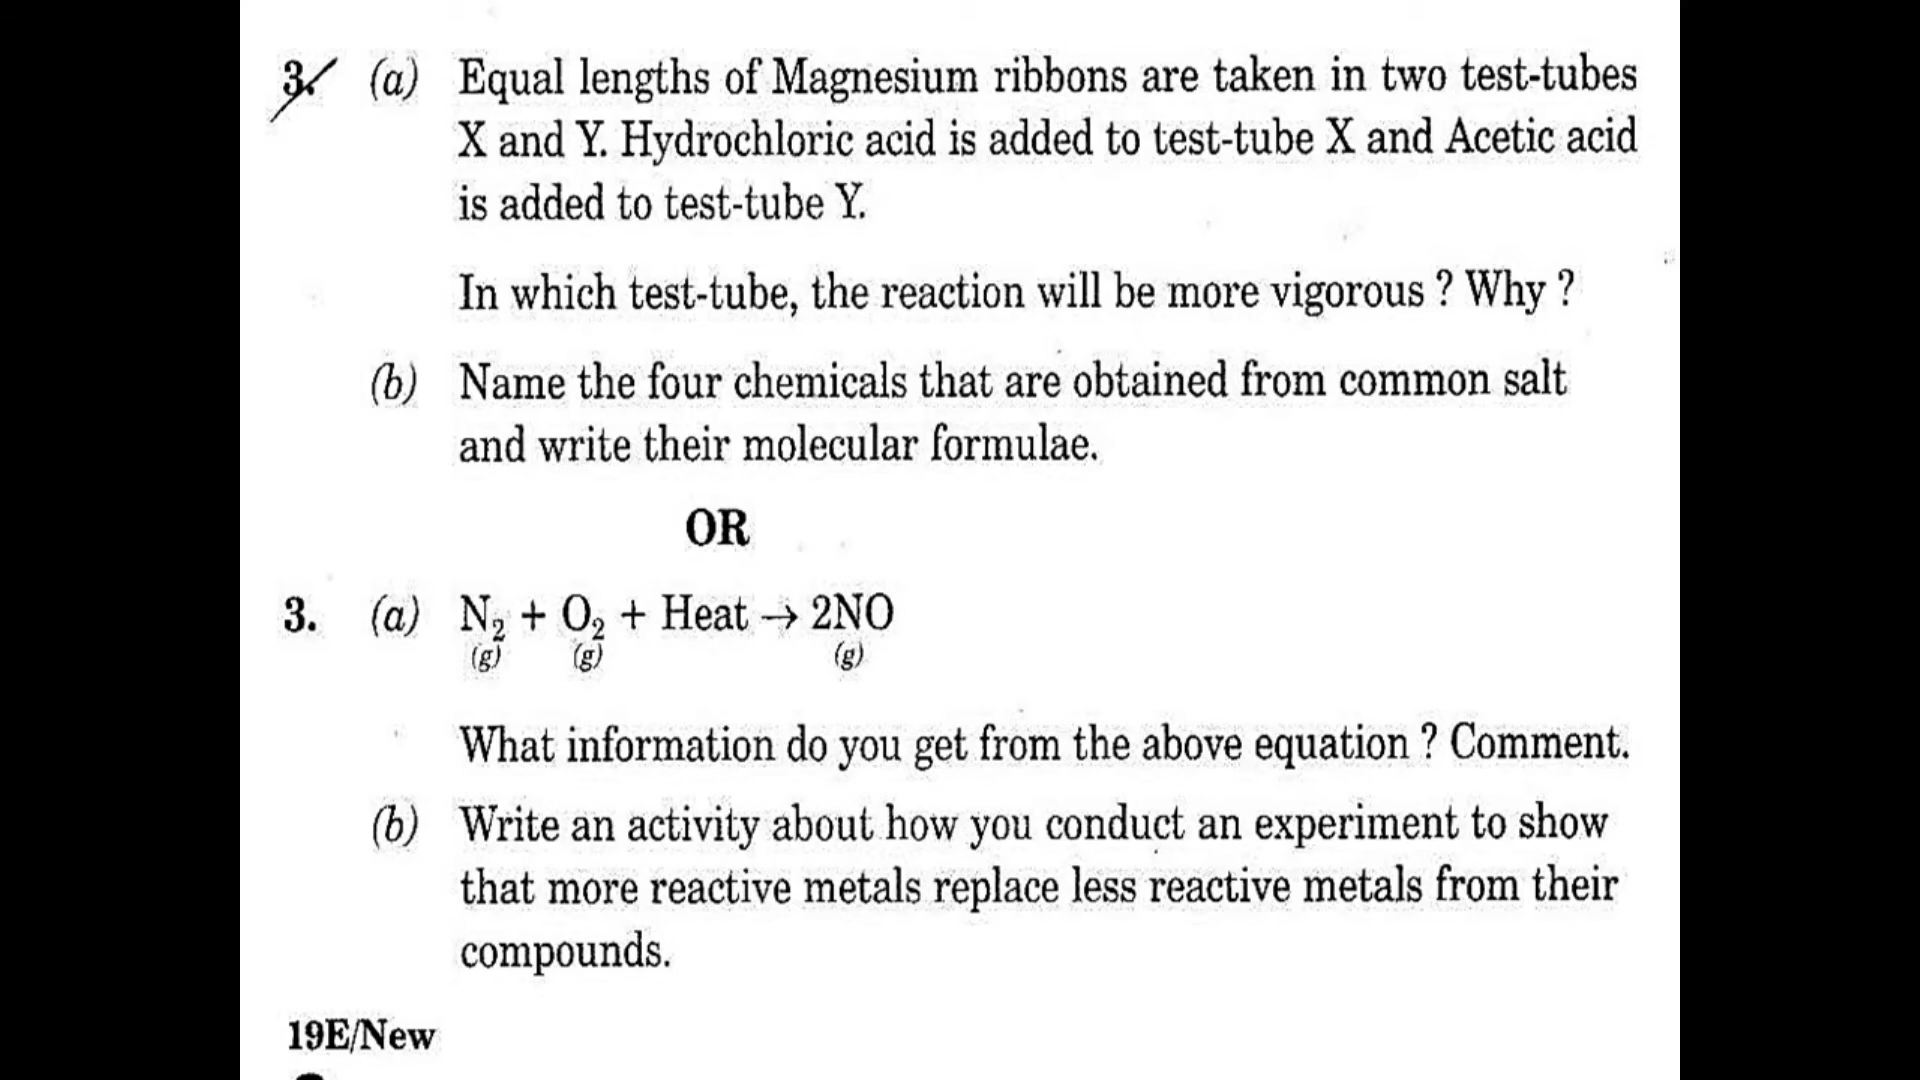 3. (a) Equal lengths of Magnesium ribbons are taken in two test-tubes
X and Y. Hydrochloric acid is added to test-tube X and Acetic acid
is added to test-tube Y.
In which test-tube, the reaction will be more vigorous ? Why ?
(b) Name the four chemicals that are obtained from common salt
and write their molecular formulae.
OR
3. (a) N₂ + O₂ + Heat → 2NO
(g) (g) (g)
What information do you get from the above equation ? Comment.
(b) Write an activity about how you conduct an experiment to show
that more reactive metals replace less reactive metals from their
compounds.
19E/New